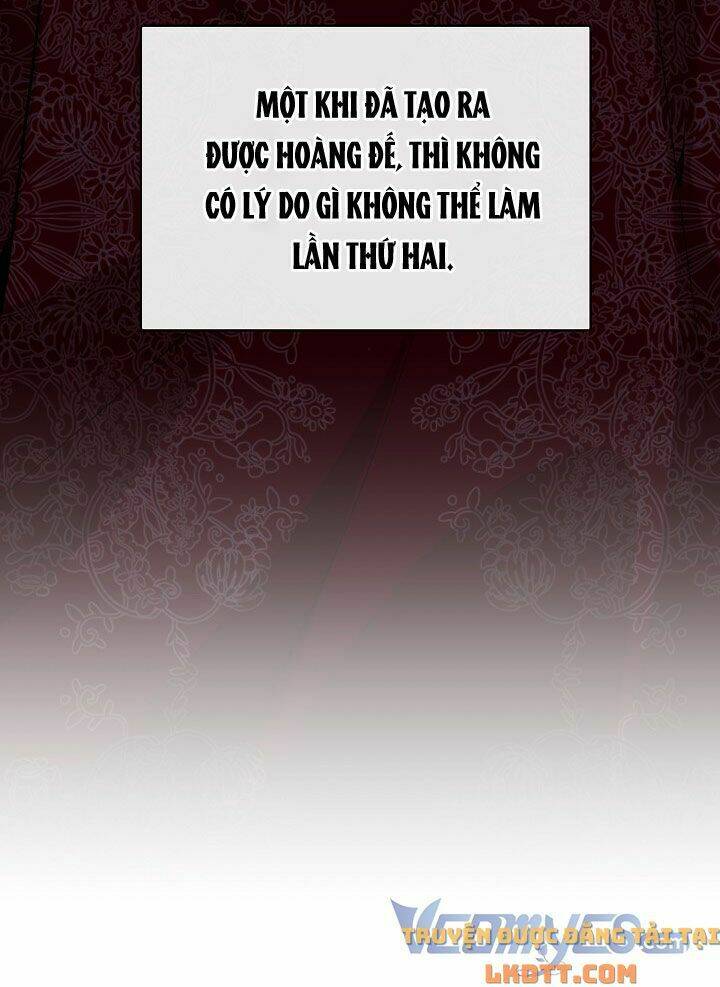 MỘT KHI ĐÃ TẠO RA
ĐƯỢC HOÀNG ĐẾ, THÌ KHÔNG
CÓ LÝ DO GÌ KHÔNG THỂ LÀM
LẦN THỨ HAI.
TRUYỆN ĐƯỢC ĐĂNG TẢI TẠI
LKDTT.COM